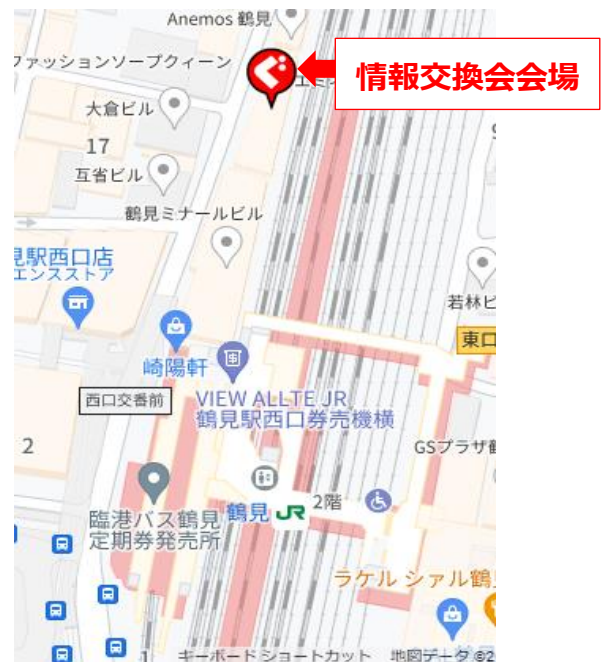 Anemos 鶴見
ファッションソープクィーン
情報交換会会場
大倉ビル
17
互省ビル
鶴見ミナールビル
見駅西口店
エンスストア
若林ビ
東口
崎陽軒
VIEW ALLTE JR
鶴見駅西口券売機横
西口交番前
2
GSプラザ鶴
2階
鶴見 JR
臨港バス鶴見
定期券発売所
ラケル シァル鶴
1
キーボード ショートカット
地図データ ©2